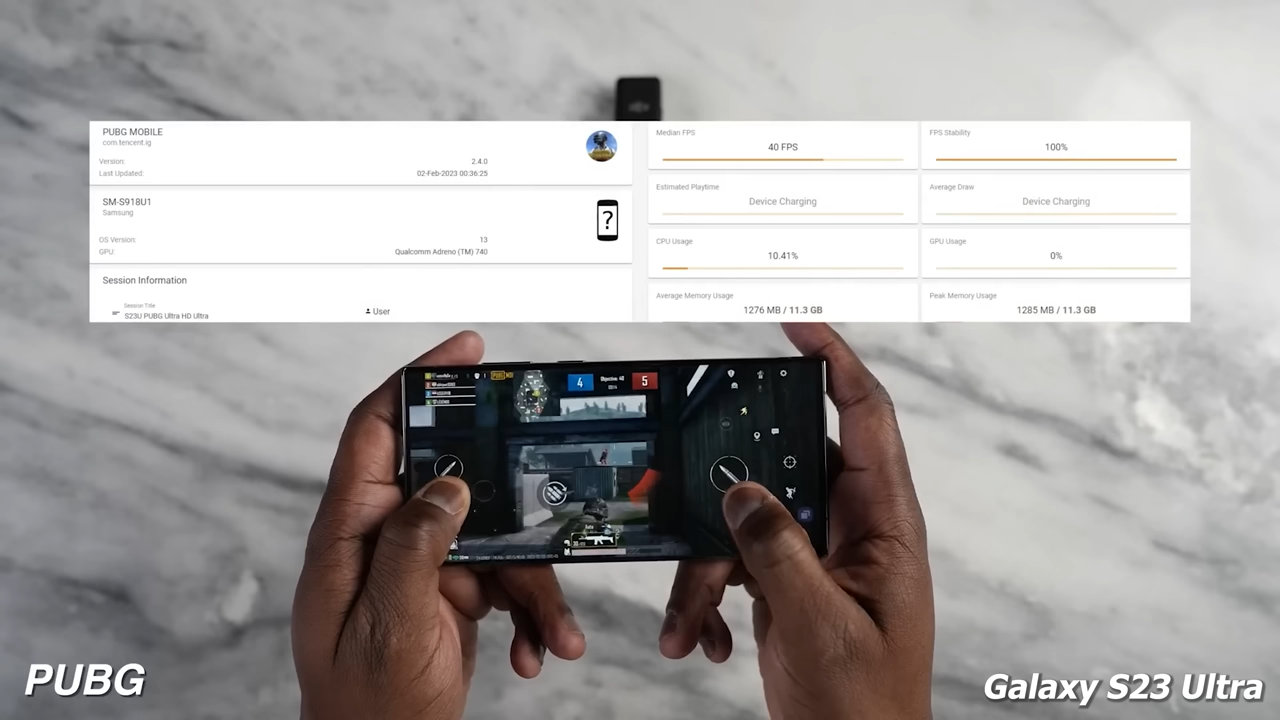 PUBG MOBILE
com.tencent.ig
Version: 2.4.0
Last Updated: 02-Feb-2023 00:36:25
SM-S918U1
Samsung
?
OS Version: 13
GPU: Qualcomm Adreno (TM) 740
Session Information
Session Title
S23U PUBG Ultra HD Ultra
User
Median FPS
40 FPS
FPS Stability
100%
Estimated Playtime
Device Charging
Average Draw
Device Charging
CPU Usage
10.41%
GPU Usage
0%
Average Memory Usage
1276 MB / 11.3 GB
Peak Memory Usage
1285 MB / 11.3 GB
4
5
PUBG
Galaxy S23 Ultra